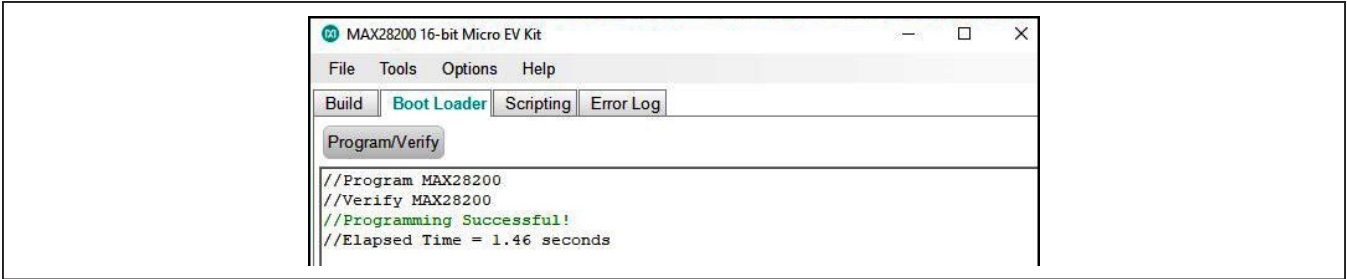 MAX28200 16-bit Micro EV Kit
File Tools Options Help
Build Boot Loader Scripting Error Log
Program/Verify
//Program MAX28200
//Verify MAX28200
//Programming Successful!
//Elapsed Time = 1.46 seconds